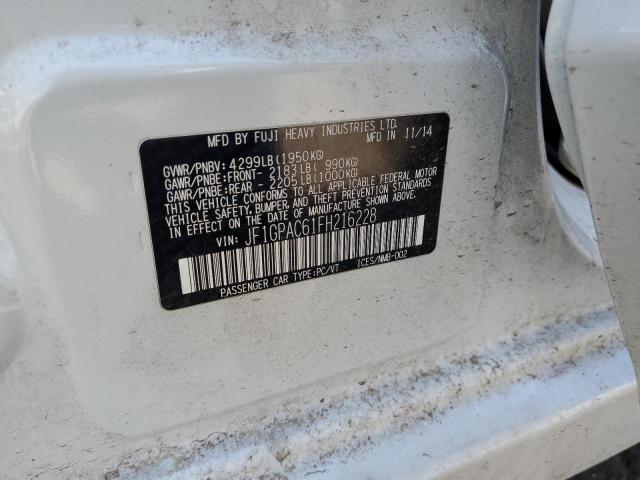 MFD BY FUJI HEAVY INDUSTRIES LTD.
MFD IN 11/14
GVWR/PNBV: 4299LB(1950KG)
GAWR/PNBE:FRONT- 2183LB( 990KG)
GAWR/PNBE:REAR - 2205LB(1000KG)
THIS VEHICLE CONFORMS TO ALL APPLICABLE FEDERAL MOTOR
VEHICLE SAFETY, BUMPER, AND THEFT PREVENTION STANDARDS
IN EFFECT ON THE DATE OF MANUFACTURE SHOWN ABOVE.
VIN: JF1GPAC61FH216228
PASSENGER CAR TYPE:PC/VT ICES/NMB-002